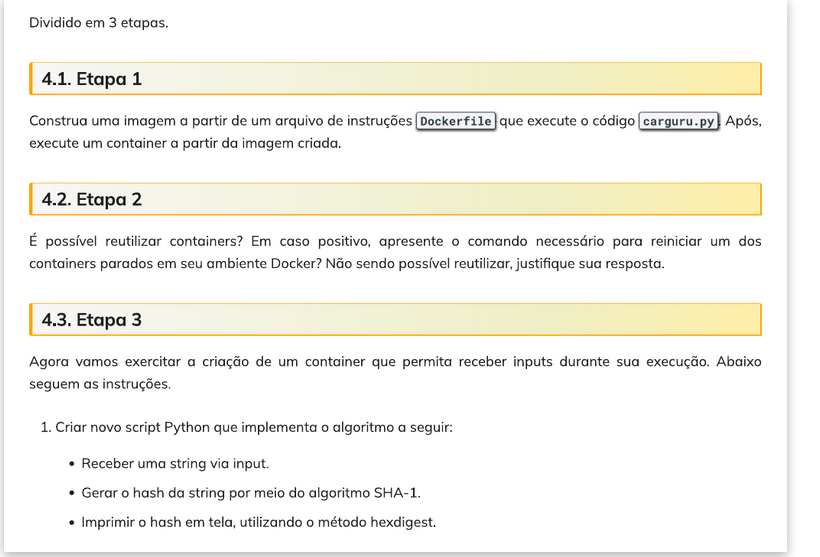 Dividido em 3 etapas.
4.1. Etapa 1
Construa uma imagem a partir de um arquivo de instruções Dockerfile que execute o código carguru.py. Após,
execute um container a partir da imagem criada.
4.2. Etapa 2
É possível reutilizar containers? Em caso positivo, apresente o comando necessário para reiniciar um dos
containers parados em seu ambiente Docker? Não sendo possível reutilizar, justifique sua resposta.
4.3. Etapa 3
Agora vamos exercitar a criação de um container que permita receber inputs durante sua execução. Abaixo
seguem as instruções.
1. Criar novo script Python que implementa o algoritmo a seguir:
• Receber uma string via input.
• Gerar o hash da string por meio do algoritmo SHA-1.
• Imprimir o hash em tela, utilizando o método hexdigest.